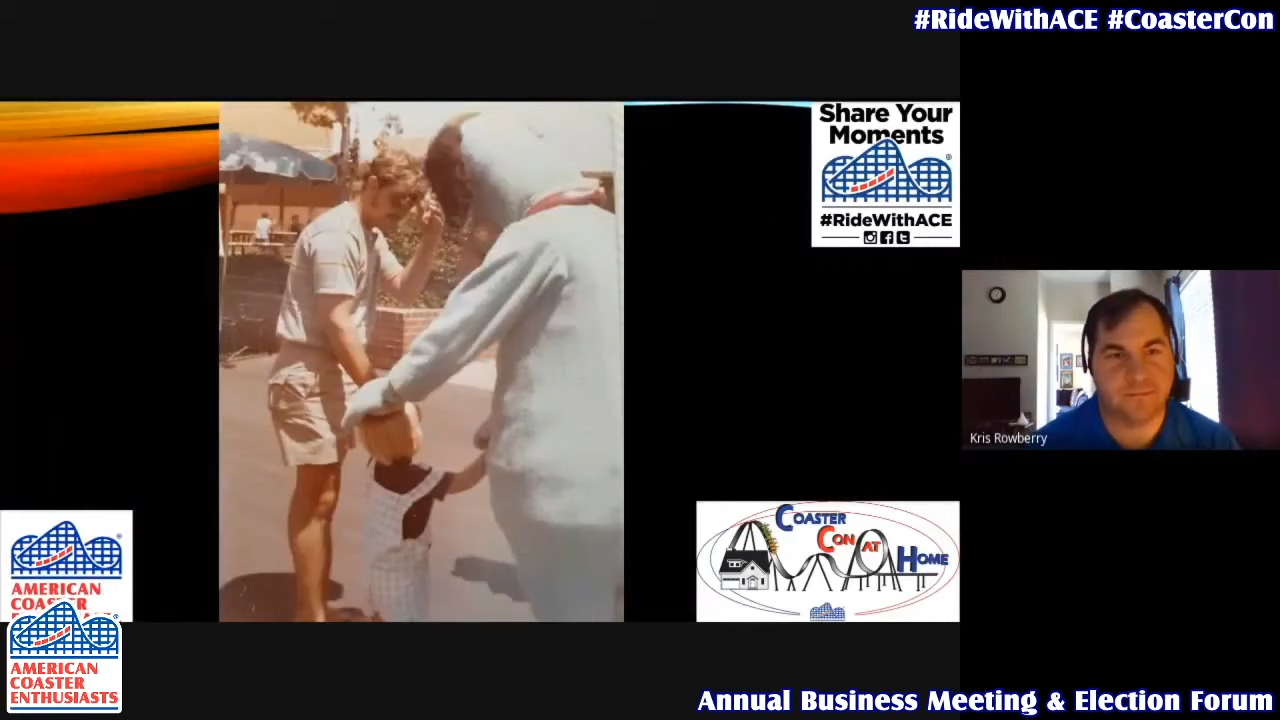 #RideWithACE #CoasterCon
Share Your
Moments
#RideWithACE
Kris Rowberry
COASTER
CON AT
HOME
AMERICAN
AMERICAN
COASTER
ENTHUSIASTS
Annual Business Meeting & Election Forum